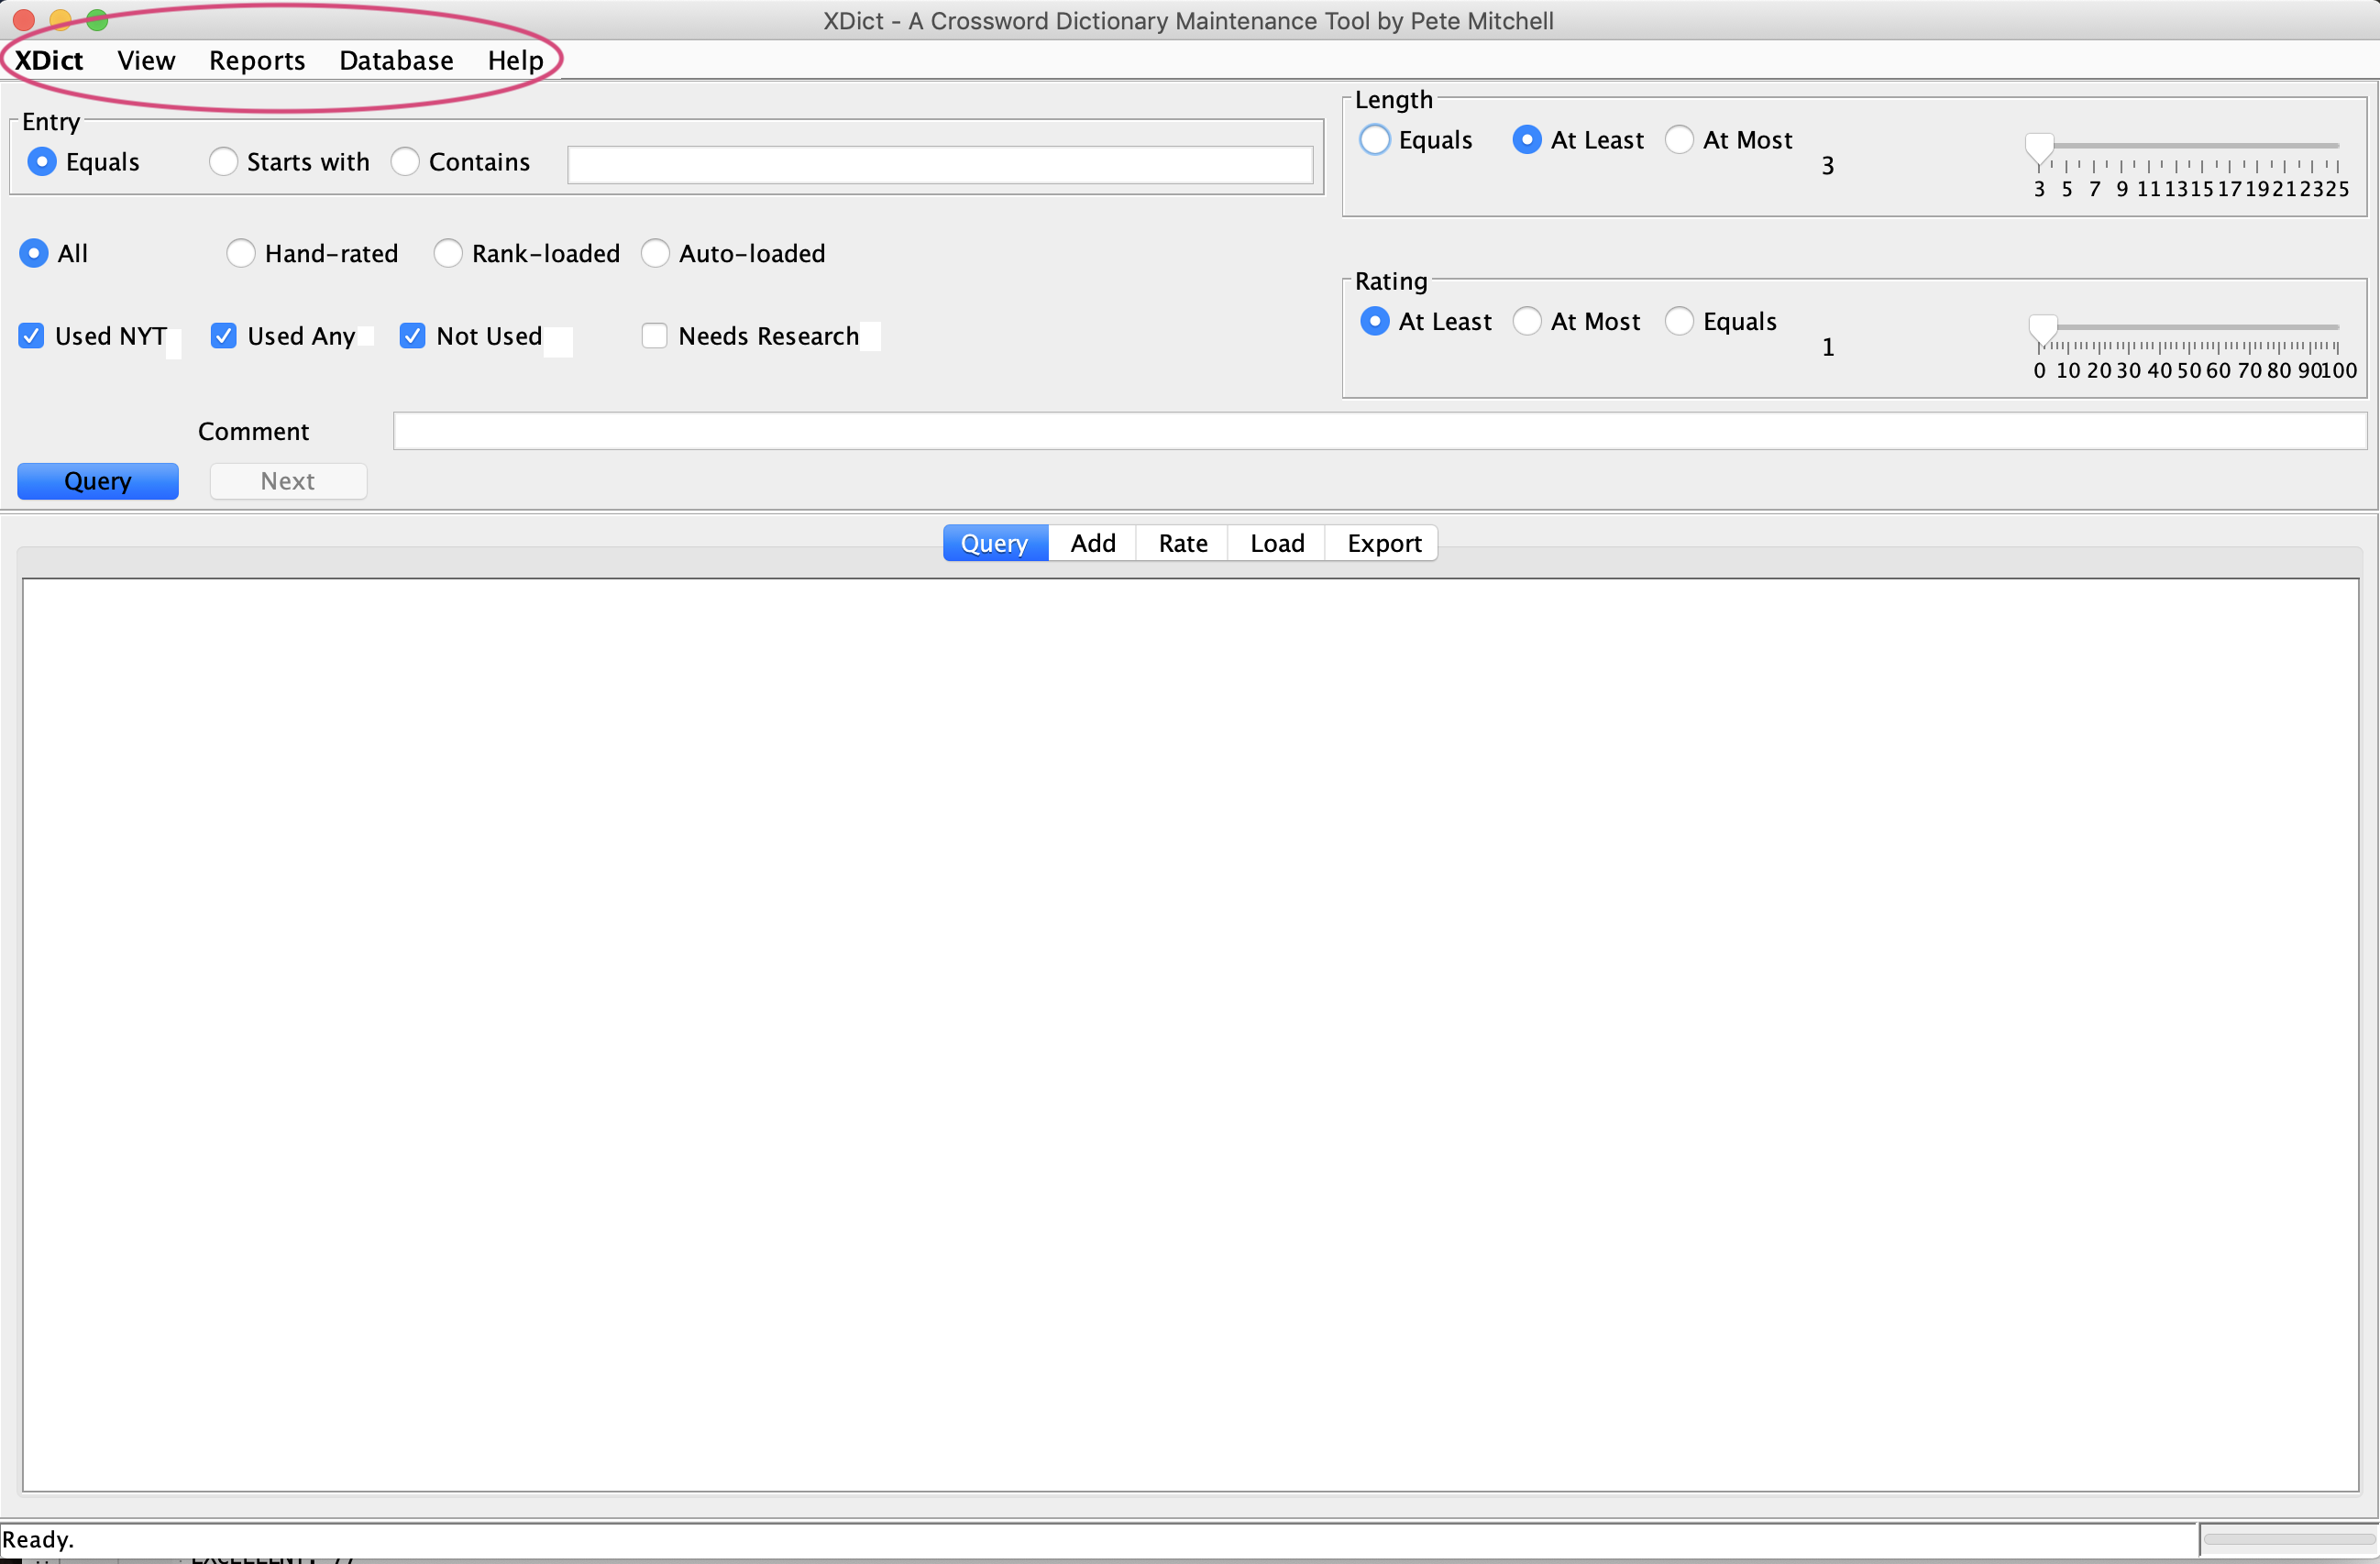 XDict - A Crossword Dictionary Maintenance Tool by Pete Mitchell
XDict View Reports Database Help
Entry
Equals Starts with Contains
Length
Equals At Least At Most
3
3 5 7 9 11 13 15 17 19 21 23 25
All Hand-rated Rank-loaded Auto-loaded
Rating
At Least At Most Equals
1
0 10 20 30 40 50 60 70 80 90 100
Used NYT Used Any Not Used Needs Research
Comment
Query Next
Query Add Rate Load Export
Ready.